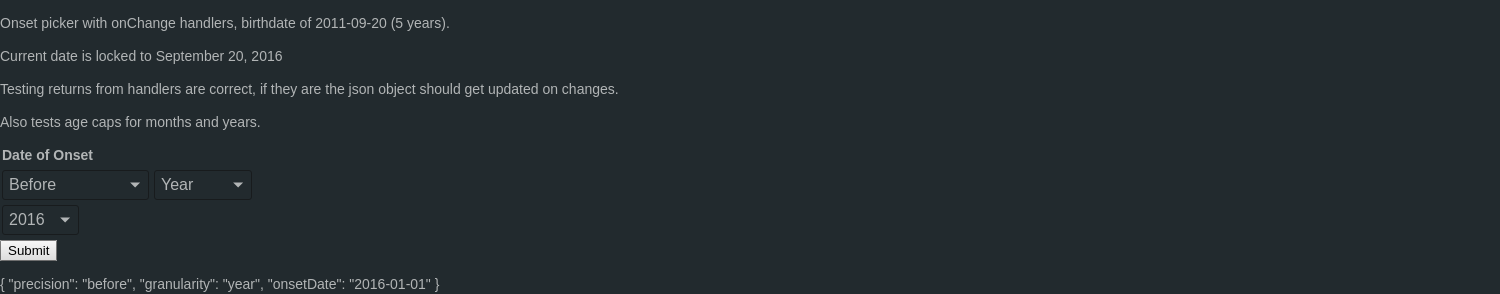 Onset picker with onChange handlers, birthdate of 2011-09-20 (5 years).
Current date is locked to September 20, 2016
Testing returns from handlers are correct, if they are the json object should get updated on changes.
Also tests age caps for months and years.
Date of Onset
Before Year
2016
Submit
{ "precision": "before", "granularity": "year", "onsetDate": "2016-01-01" }